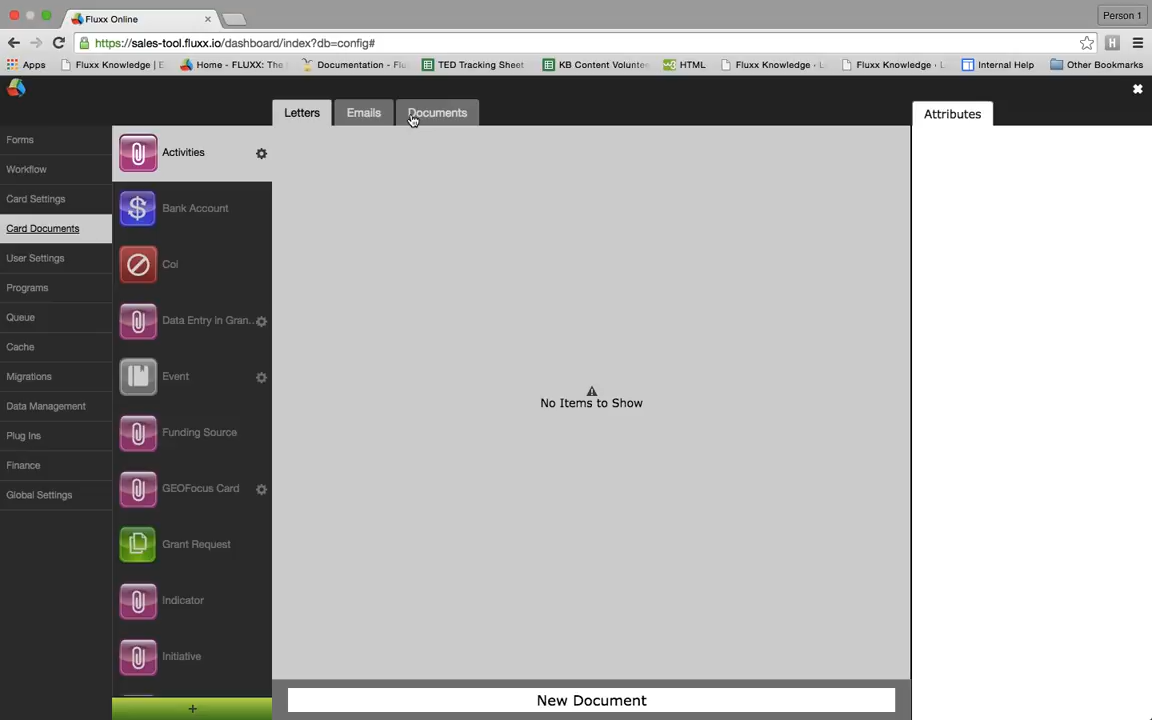 Fluxx Online
Person 1
https://sales-tool.fluxx.io/dashboard/index?db=config#
Apps
Fluxx Knowledge | E
Home - FLUXX: The
Documentation - Flu
TED Tracking Sheet
KB Content Voluntee
HTML
Fluxx Knowledge - L
Fluxx Knowledge - L
Internal Help
Other Bookmarks
Letters
Emails
Documents
Attributes
Forms
Workflow
Card Settings
Card Documents
User Settings
Programs
Queue
Cache
Migrations
Data Management
Plug Ins
Finance
Global Settings
Activities
Bank Account
Coi
Data Entry in Gran...
Event
Funding Source
GEOFocus Card
Grant Request
Indicator
Initiative
+
No Items to Show
New Document